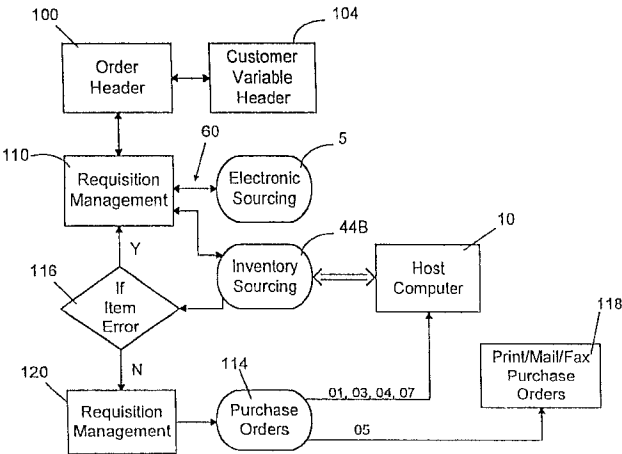 100
104
Order
Header
Customer
Variable
Header
60
5
110
Requisition
Management
Electronic
Sourcing
44B
10
Y
116
If
Item
Error
Inventory
Sourcing
Host
Computer
118
N
Print/Mail/Fax
Purchase
Orders
120
114
Requisition
Management
Purchase
Orders
01, 03, 04, 07
05